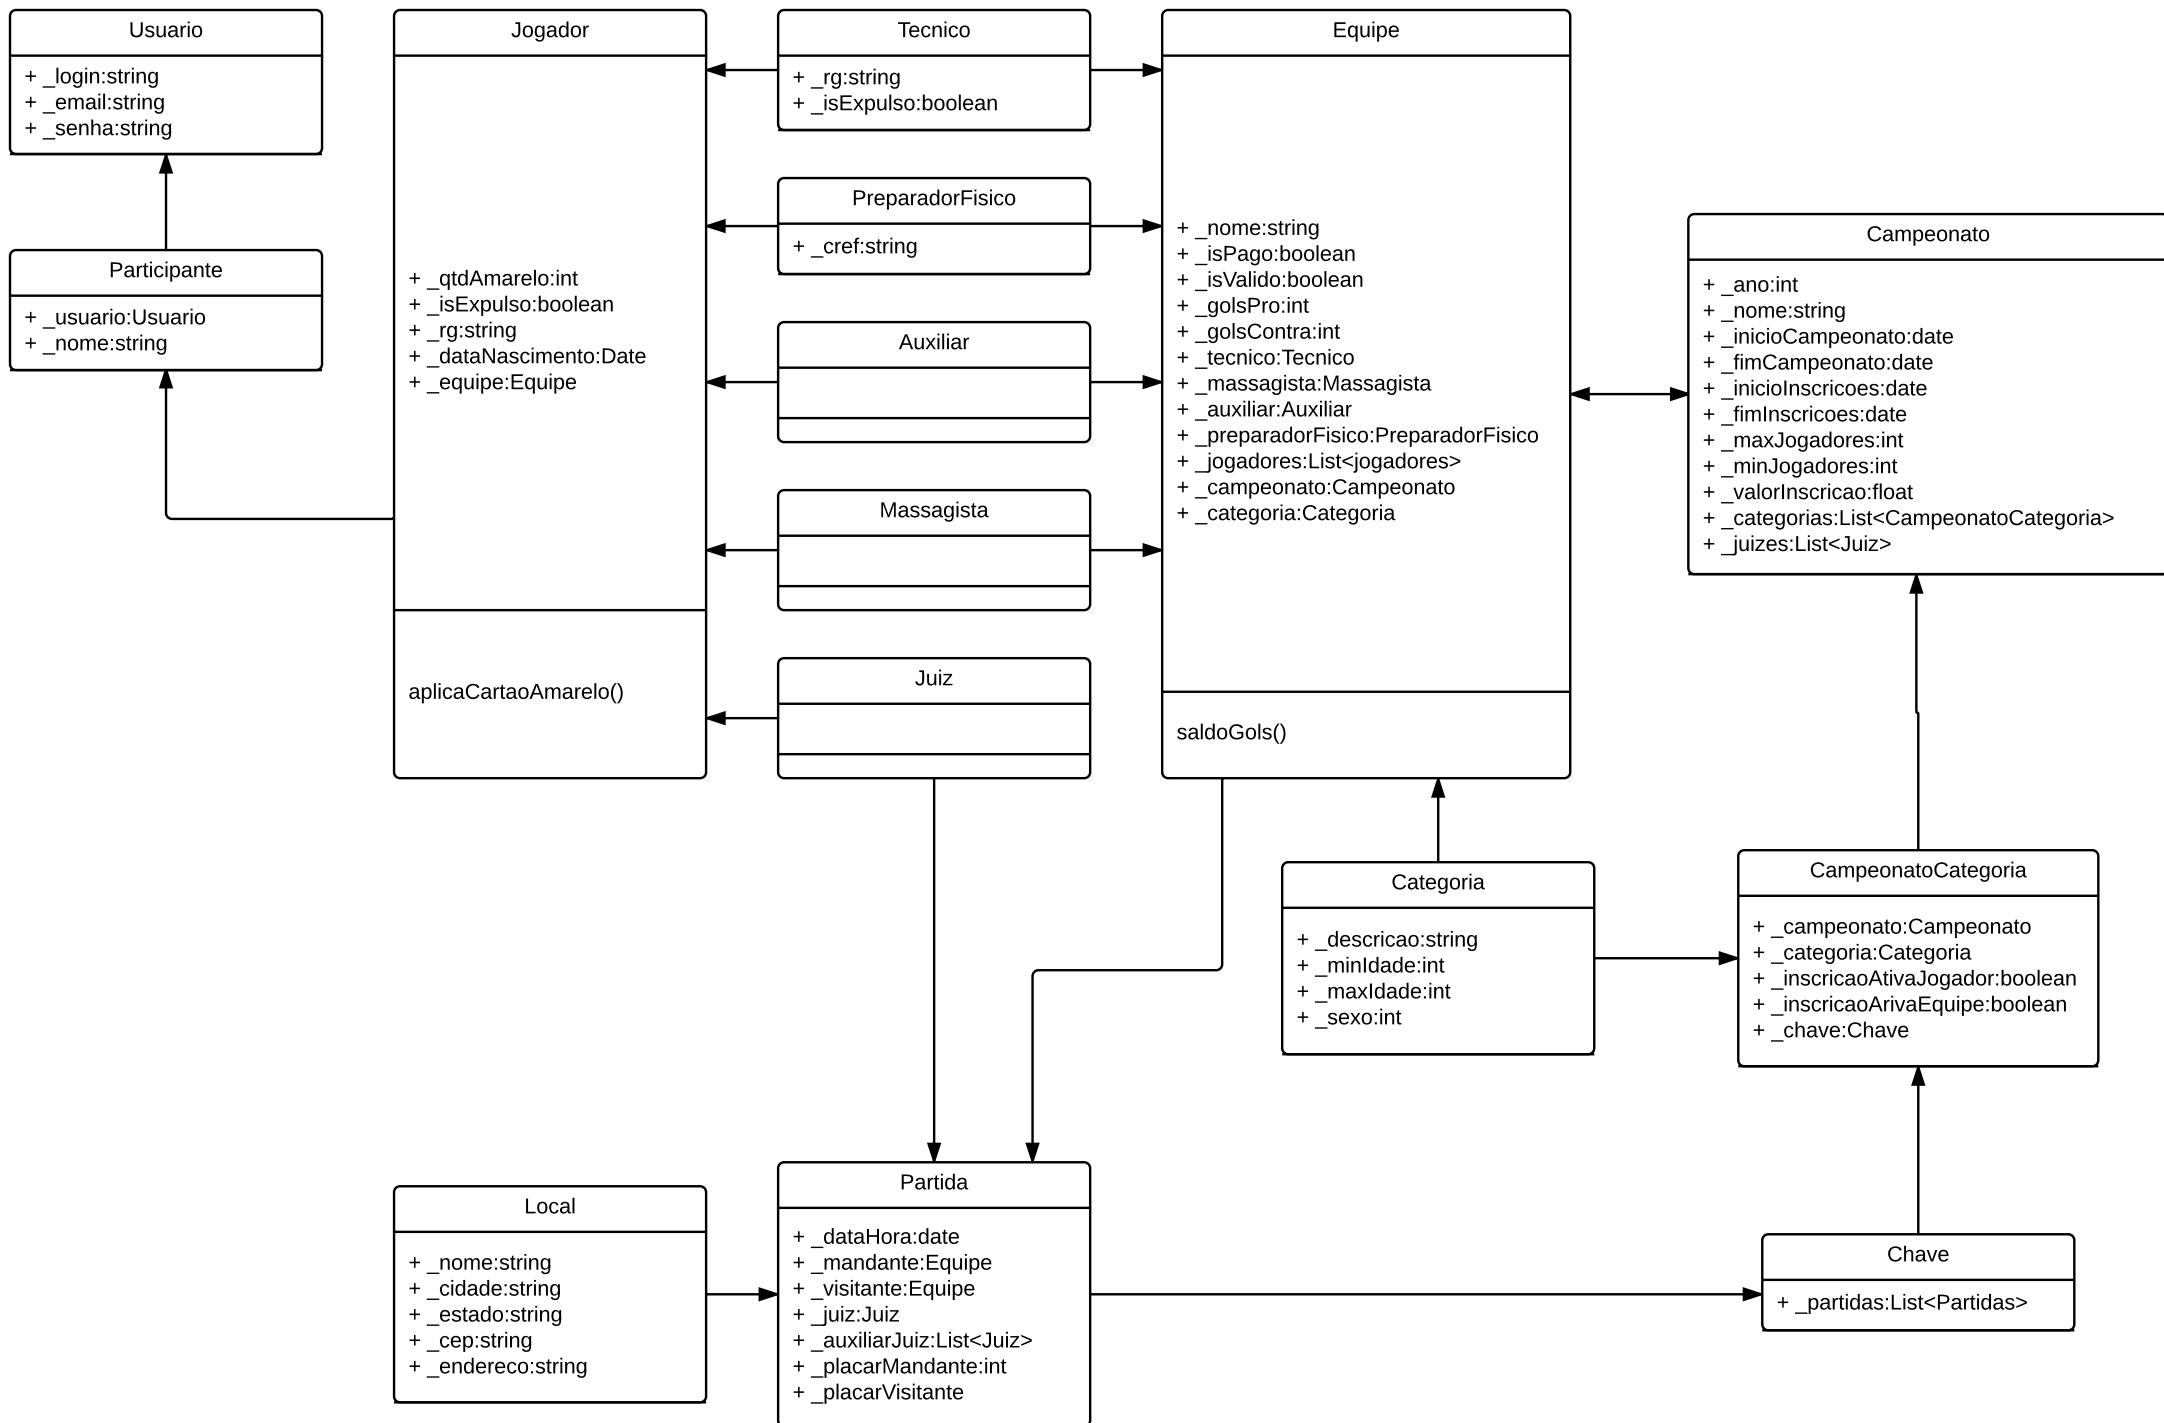 Usuario
+ _login:string
+ _email:string
+ _senha:string
Participante
+ _usuario:Usuario
+ _nome:string
Jogador
+ _qtdAmarelo:int
+ _isExpulso:boolean
+ _rg:string
+ _dataNascimento:Date
+ _equipe:Equipe
aplicaCartaoAmarelo()
Tecnico
+ _rg:string
+ _isExpulso:boolean
PreparadorFisico
+ _cref:string
Auxiliar
Massagista
Juiz
Equipe
+ _nome:string
+ _isPago:boolean
+ _isValido:boolean
+ _golsPro:int
+ _golsContra:int
+ _tecnico:Tecnico
+ _massagista:Massagista
+ _auxiliar:Auxiliar
+ _preparadorFisico:PreparadorFisico
+ _jogadores:List<jogadores>
+ _campeonato:Campeonato
+ _categoria:Categoria
saldoGols()
Campeonato
+ _ano:int
+ _nome:string
+ _inicioCampeonato:date
+ _fimCampeonato:date
+ _inicioInscricoes:date
+ _fimInscricoes:date
+ _maxJogadores:int
+ _minJogadores:int
+ _valorInscricao:float
+ _categorias:List<CampeonatoCategoria>
+ _juizes:List<Juiz>
Categoria
+ _descricao:string
+ _minIdade:int
+ _maxIdade:int
+ _sexo:int
CampeonatoCategoria
+ _campeonato:Campeonato
+ _categoria:Categoria
+ _inscricaoAtivaJogador:boolean
+ _inscricaoArivaEquipe:boolean
+ _chave:Chave
Local
+ _nome:string
+ _cidade:string
+ _estado:string
+ _cep:string
+ _endereco:string
Partida
+ _dataHora:date
+ _mandante:Equipe
+ _visitante:Equipe
+ _juiz:Juiz
+ _auxiliarJuiz:List<Juiz>
+ _placarMandante:int
+ _placarVisitante
Chave
+ _partidas:List<Partidas>